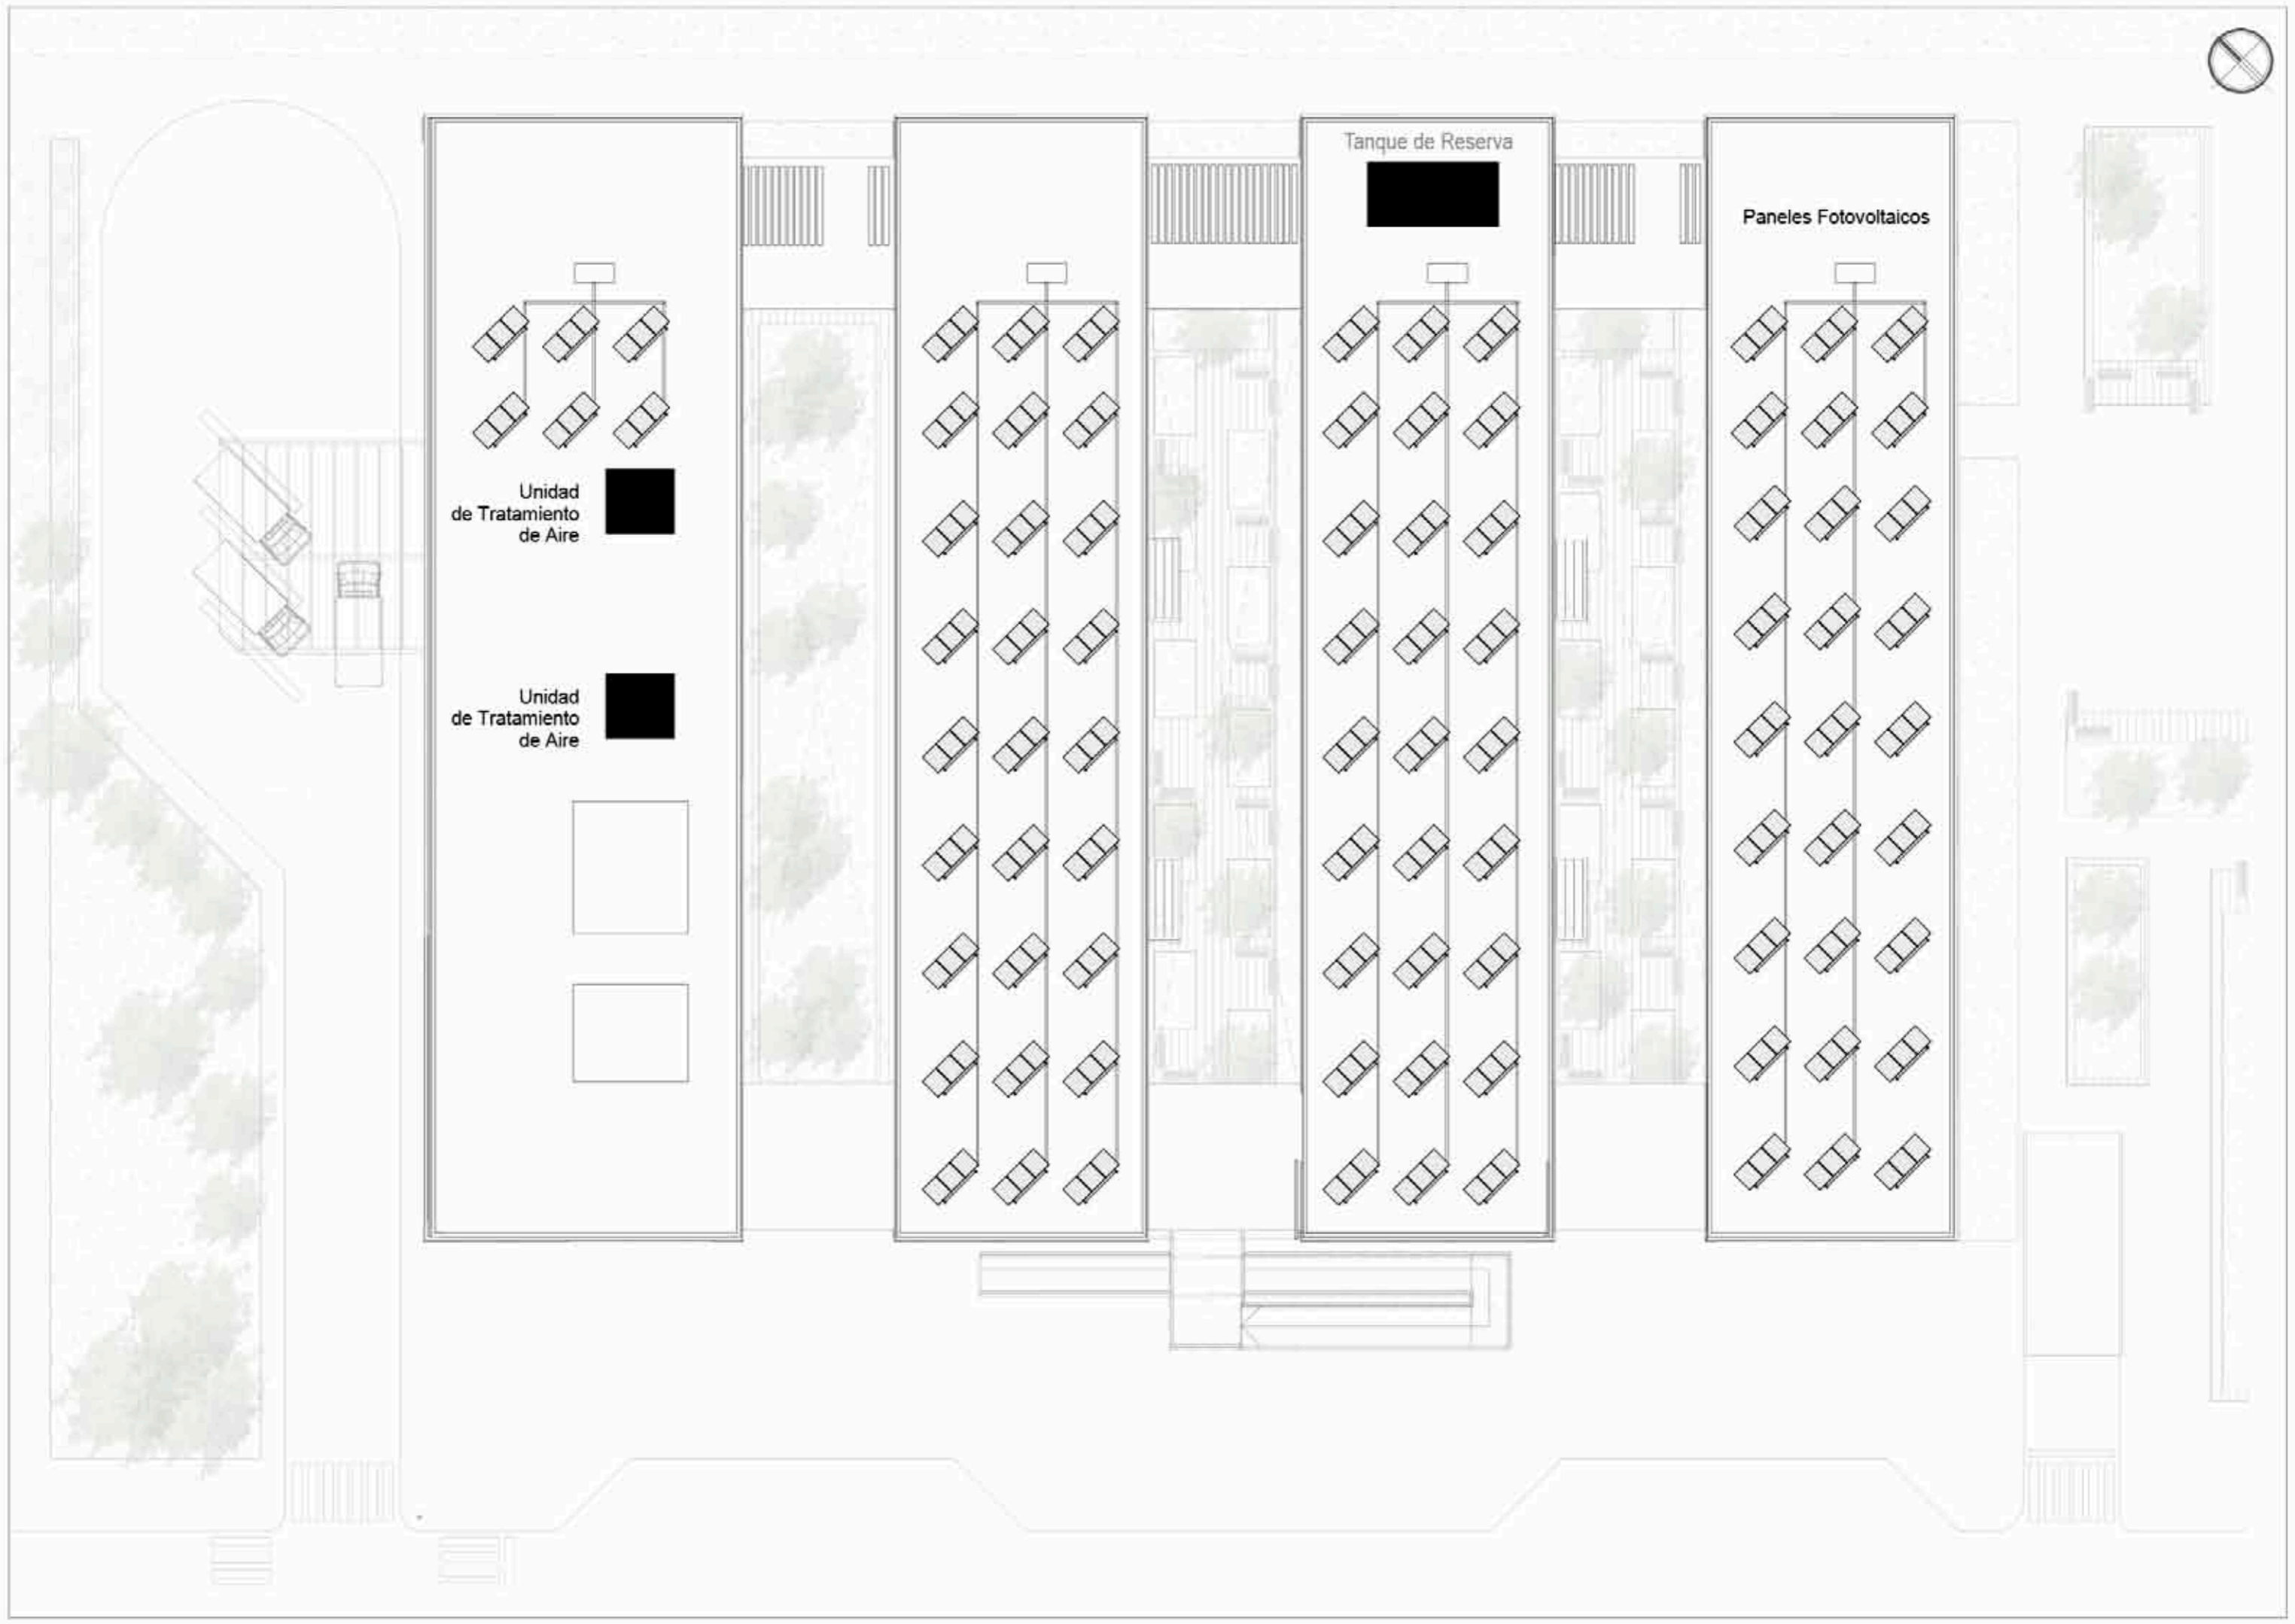 Tanque de Reserva
Paneles Fotovoltaicos
Unidad
de Tratamiento
de Aire
Unidad
de Tratamiento
de Aire